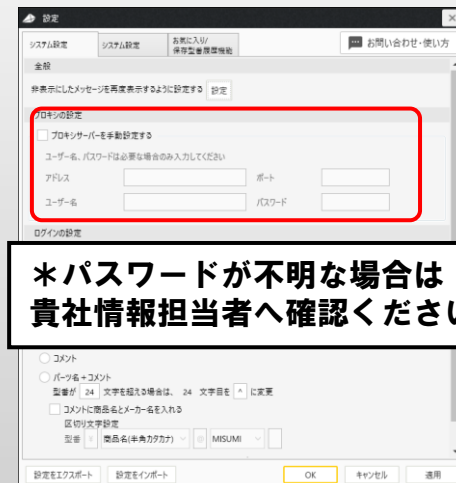 設定
システム設定 システム設定 お気に入り/
保存型番履歴機能
お問い合わせ・使い方
全般
非表示にしたメッセージを再度表示するように設定する 設定
プロキシの設定
プロキシサーバーを手動設定する
ユーザー名、パスワードは必要な場合のみ入力してください
アドレス ポート
ユーザー名 パスワード
ログインの設定
＊パスワードが不明な場合は
貴社情報担当者へ確認ください
コメント
パーツ名+コメント
型番が 24 文字を超える場合は、 24 文字目を ^ に変更
コメントに商品名とメーカー名を入れる
区切り文字設定
型番 商品名(半角カタカナ) MISUMI
設定をエクスポート 設定をインポート OK キャンセル 適用